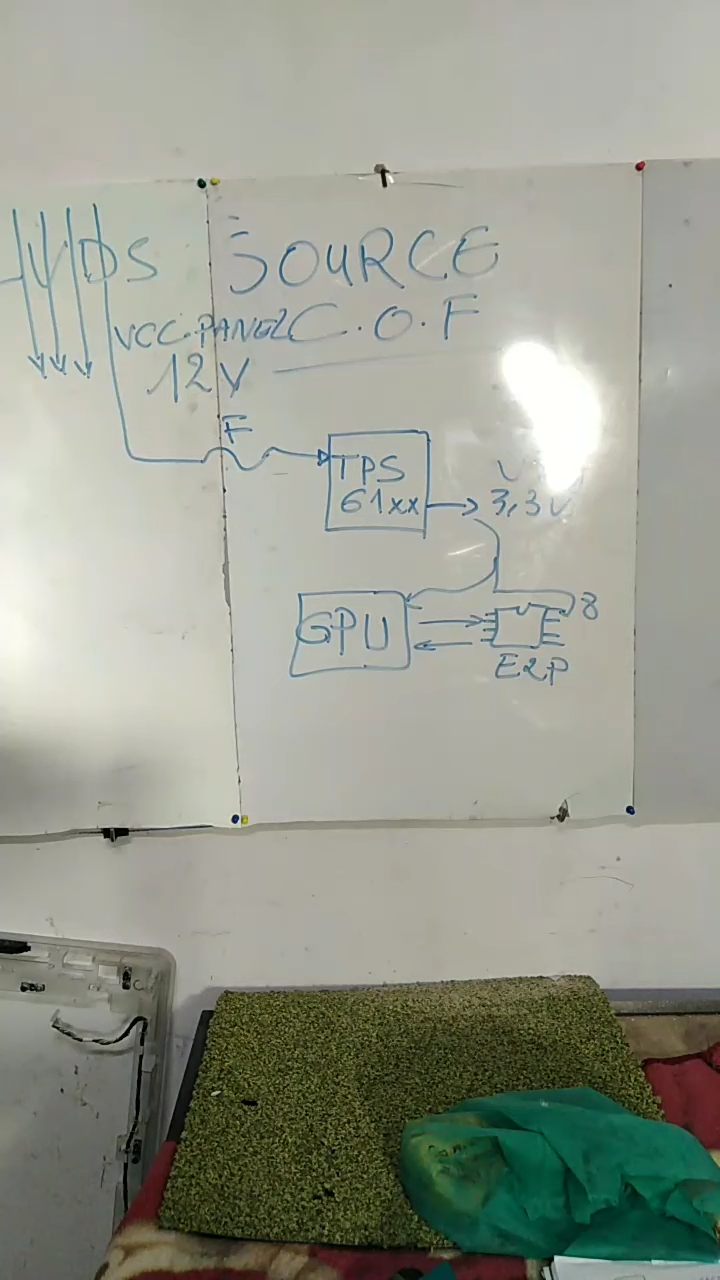 LVDS SOURCE
VCC.PANEL C.O.F
12V
F
TPS
61xx
3,3V
GPU
8
E2P